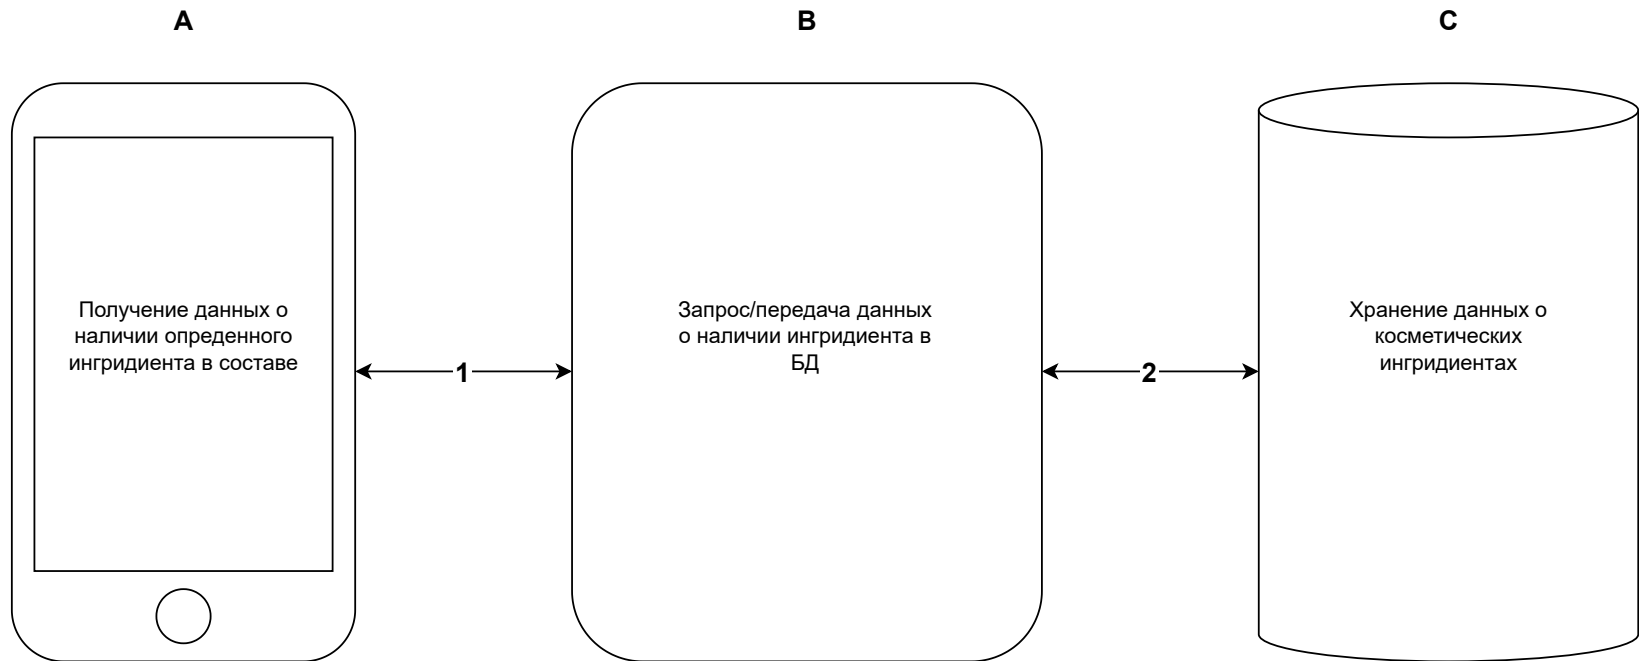 A
B
C
Получение данных о
наличии опреденного
ингридиента в составе
1
Запрос/передача данных
о наличии ингридиента в
БД
2
Хранение данных о
косметических
ингридиентах